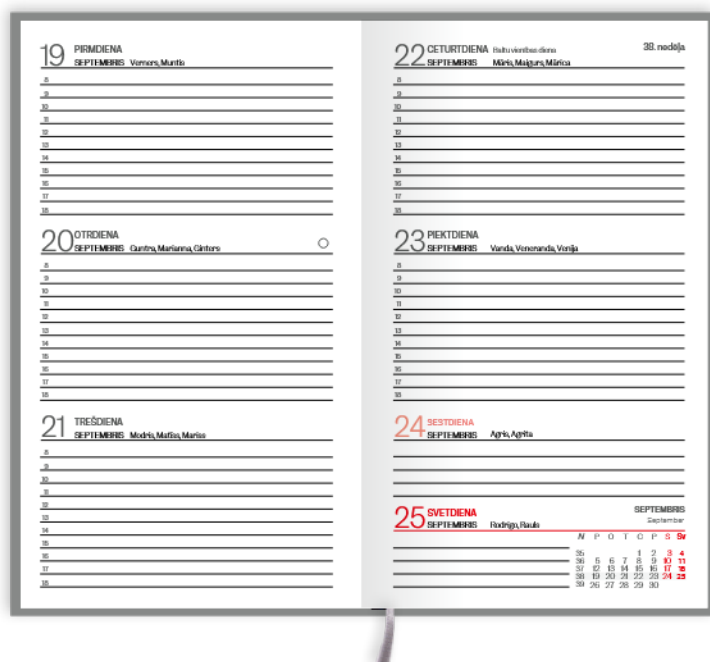 19 PIRMDIENA
SEPTEMBRIS Verners, Muntis
8
9
10
11
12
13
14
15
16
17
18
20 OTRDIENA
SEPTEMBRIS Guntra, Marianna, Ginters
8
9
10
11
12
13
14
15
16
17
18
21 TREŠDIENA
SEPTEMBRIS Modris, Matīss, Mariss
8
9
10
11
12
13
14
15
16
17
18
22 CETURTDIENA Baltu vienības diena 38. nedēļa
SEPTEMBRIS Māris, Maigurs, Mārica
8
9
10
11
12
13
14
15
16
17
18
23 PIEKTDIENA
SEPTEMBRIS Vanda, Veneranda, Venija
8
9
10
11
12
13
14
15
16
17
18
24 SESTDIENA
SEPTEMBRIS Agris, Agrita
25 SVETDIENA
SEPTEMBRIS Rodrigo, Raula
SEPTEMBRIS
September
N P O T C P S Sv
35 1 2 3 4
36 5 6 7 8 9 10 11
37 12 13 14 15 16 17 18
38 19 20 21 22 23 24 25
39 26 27 28 29 30